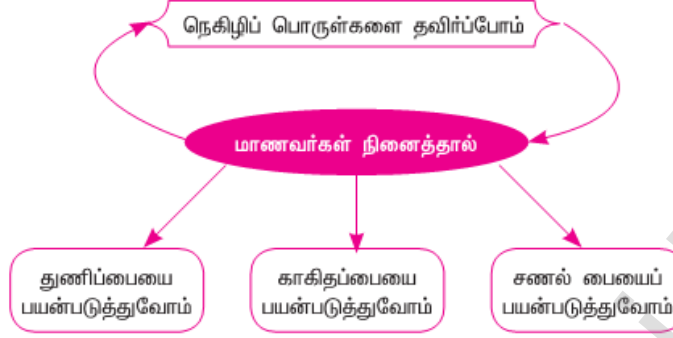 நெகிழிப் பொருள்களை தவிர்ப்போம்
மாணவர்கள் நினைத்தால்
துணிப்பையை
பயன்படுத்துவோம்
காகிதப்பையை
பயன்படுத்துவோம்
சணல் பையைப்
பயன்படுத்துவோம்